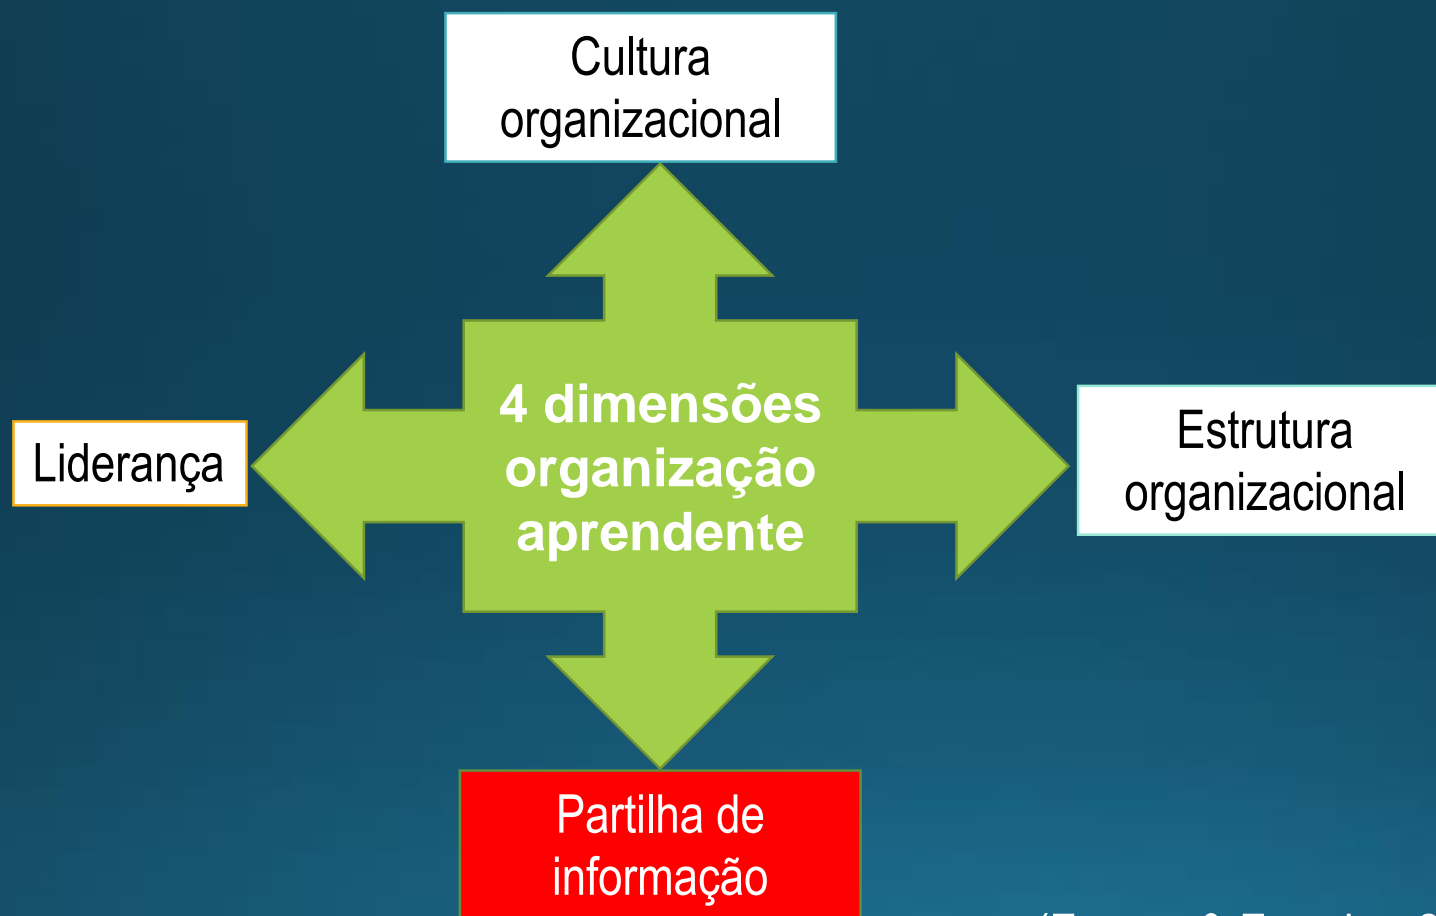 Cultura
organizacional
4 dimensões
organização
aprendente
Liderança
Estrutura
organizacional
Partilha de
informação